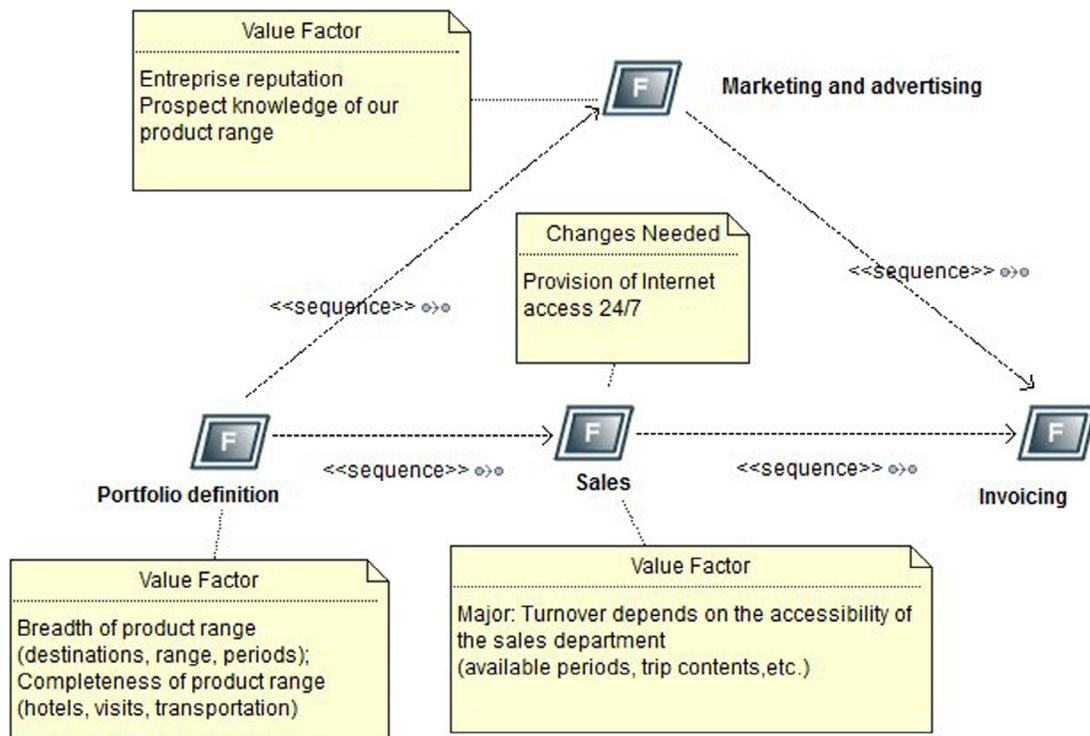 Value Factor
Entreprise reputation
Prospect knowledge of our
product range
F
Marketing and advertising
Changes Needed
Provision of Internet
access 24/7
<<sequence>>
<<sequence>>
F
F
F
<<sequence>>
<<sequence>>
Portfolio definition
Sales
Invoicing
Value Factor
Breadth of product range
(destinations, range, periods);
Completeness of product range
(hotels, visits, transportation)
Value Factor
Major: Turnover depends on the accessibility of
the sales department
(available periods, trip contents,etc.)